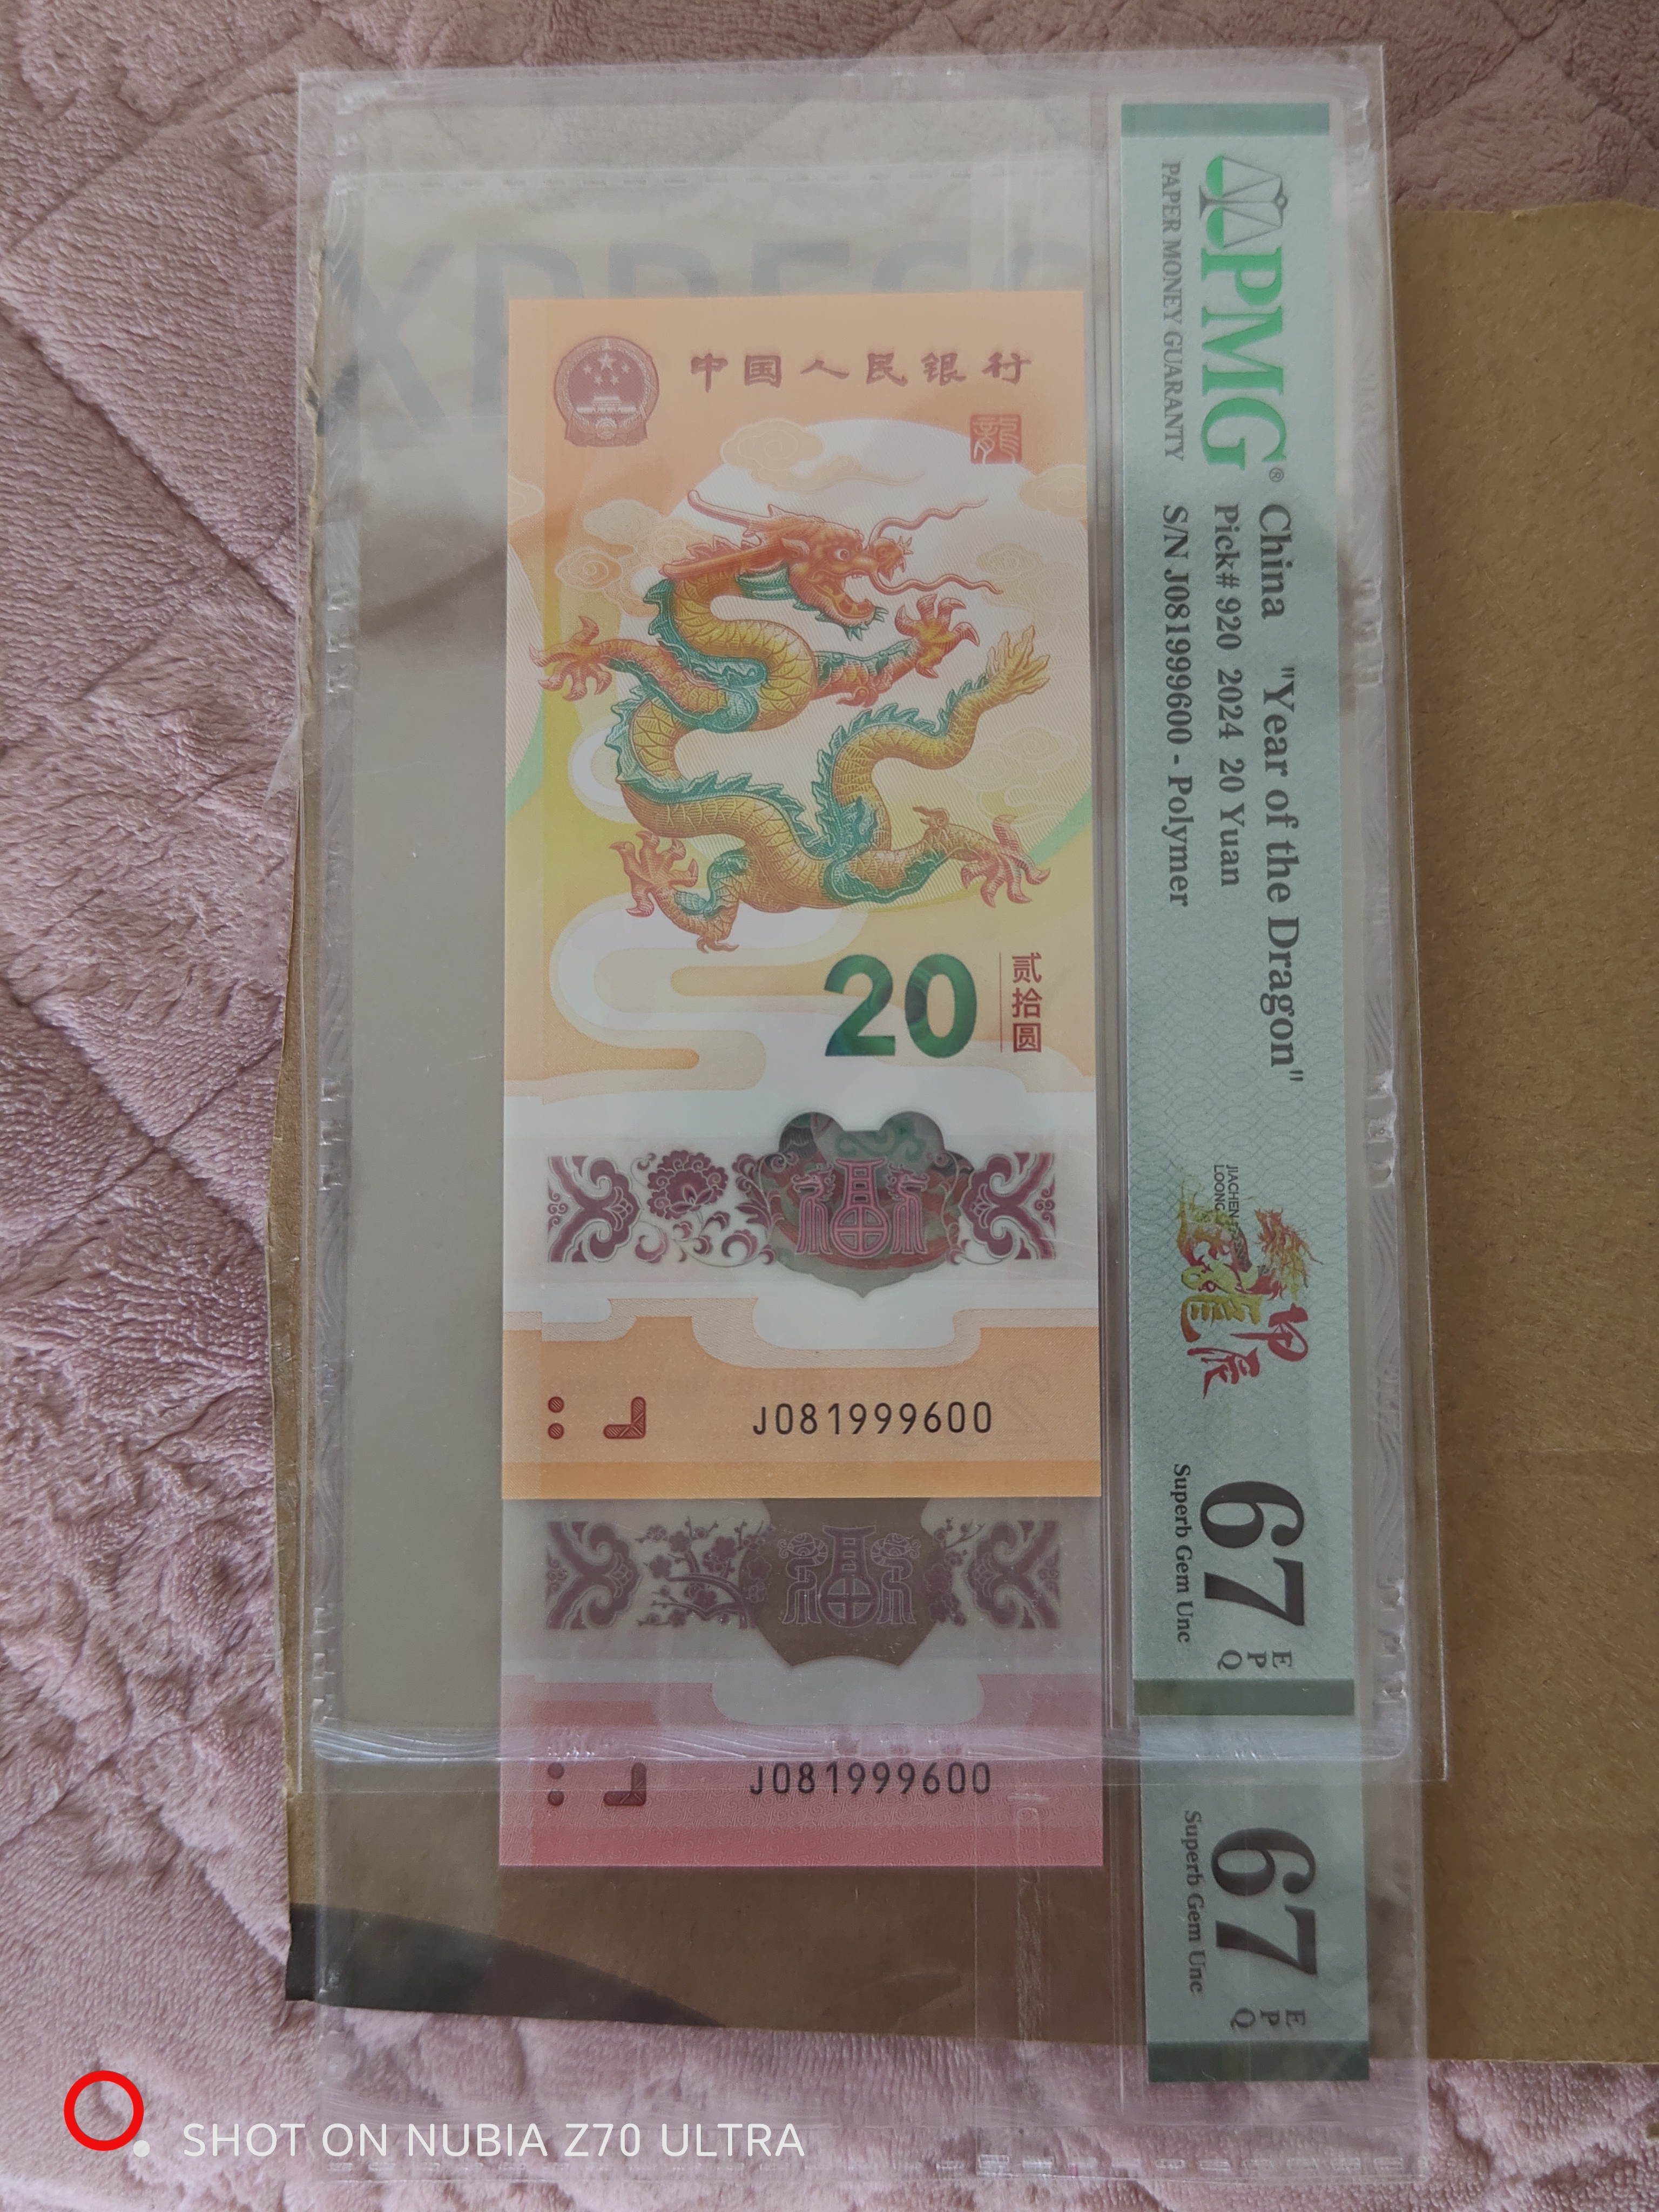 XPRESS
中国人民银行
龍
20
贰拾圆
J081999600
J081999600
PMG®
PAPER MONEY GUARANTY
China "Year of the Dragon"
Pick# 920 2024 20 Yuan
S/N J081999600 - Polymer
JIACHEN
LOONG
甲辰
67 EPQ
Superb Gem Unc
67 EPQ
Superb Gem Unc
SHOT ON NUBIA Z70 ULTRA